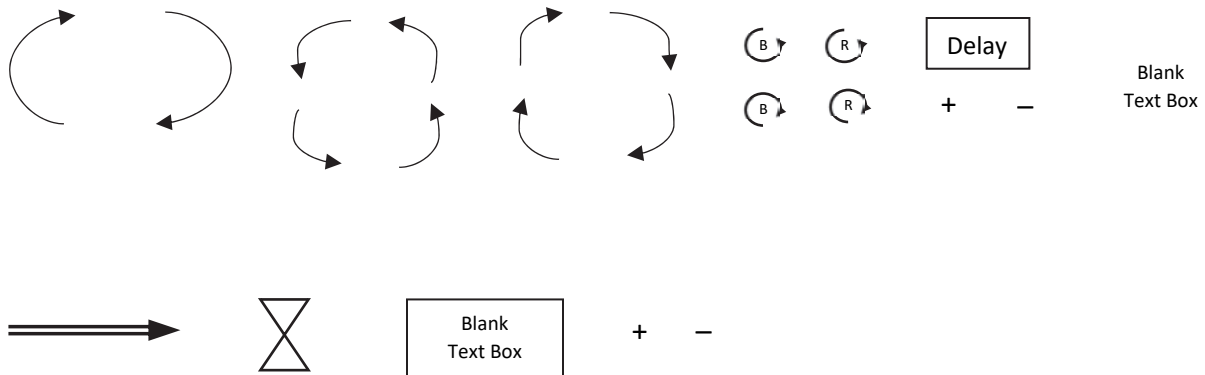 B R Delay
Blank
Text Box
B R + –
Blank
Text Box
+ –